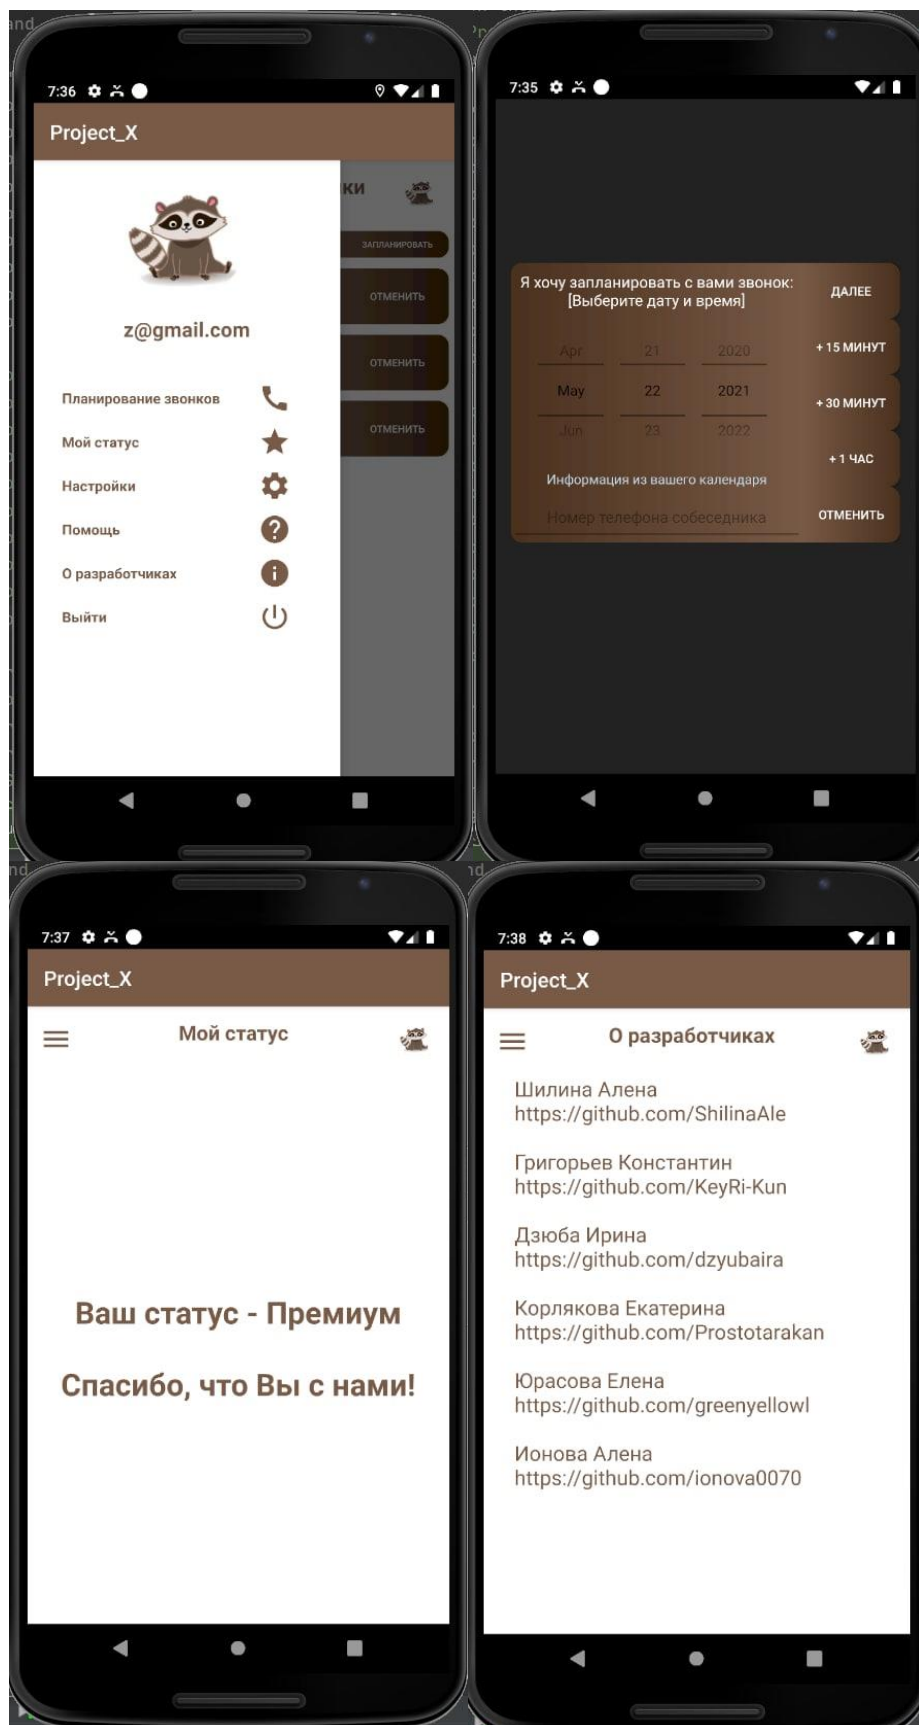 and
7:36
Project_X
ки
z@gmail.com
ЗАПЛАНИРОВАТЬ
ОТМЕНИТЬ
ОТМЕНИТЬ
ОТМЕНИТЬ
Планирование звонков
Мой статус
Настройки
Помощь
О разработчиках
Выйти
7:35
Я хочу запланировать с вами звонок:
[Выберите дату и время]
Apr 21 2020
May 22 2021
Jun 23 2022
Информация из вашего календаря
Номер телефона собеседника
ДАЛЕЕ
+ 15 МИНУТ
+ 30 МИНУТ
+ 1 ЧАС
ОТМЕНИТЬ
nd
7:37
Project_X
Мой статус
Ваш статус - Премиум
Спасибо, что Вы с нами!
nd
7:38
Project_X
О разработчиках
Шилина Алена
https://github.com/ShilinaAle
Григорьев Константин
https://github.com/KeyRi-Kun
Дзюба Ирина
https://github.com/dzyubaira
Корлякова Екатерина
https://github.com/Prostotarakan
Юрасова Елена
https://github.com/greenyellowl
Ионова Алена
https://github.com/ionova0070